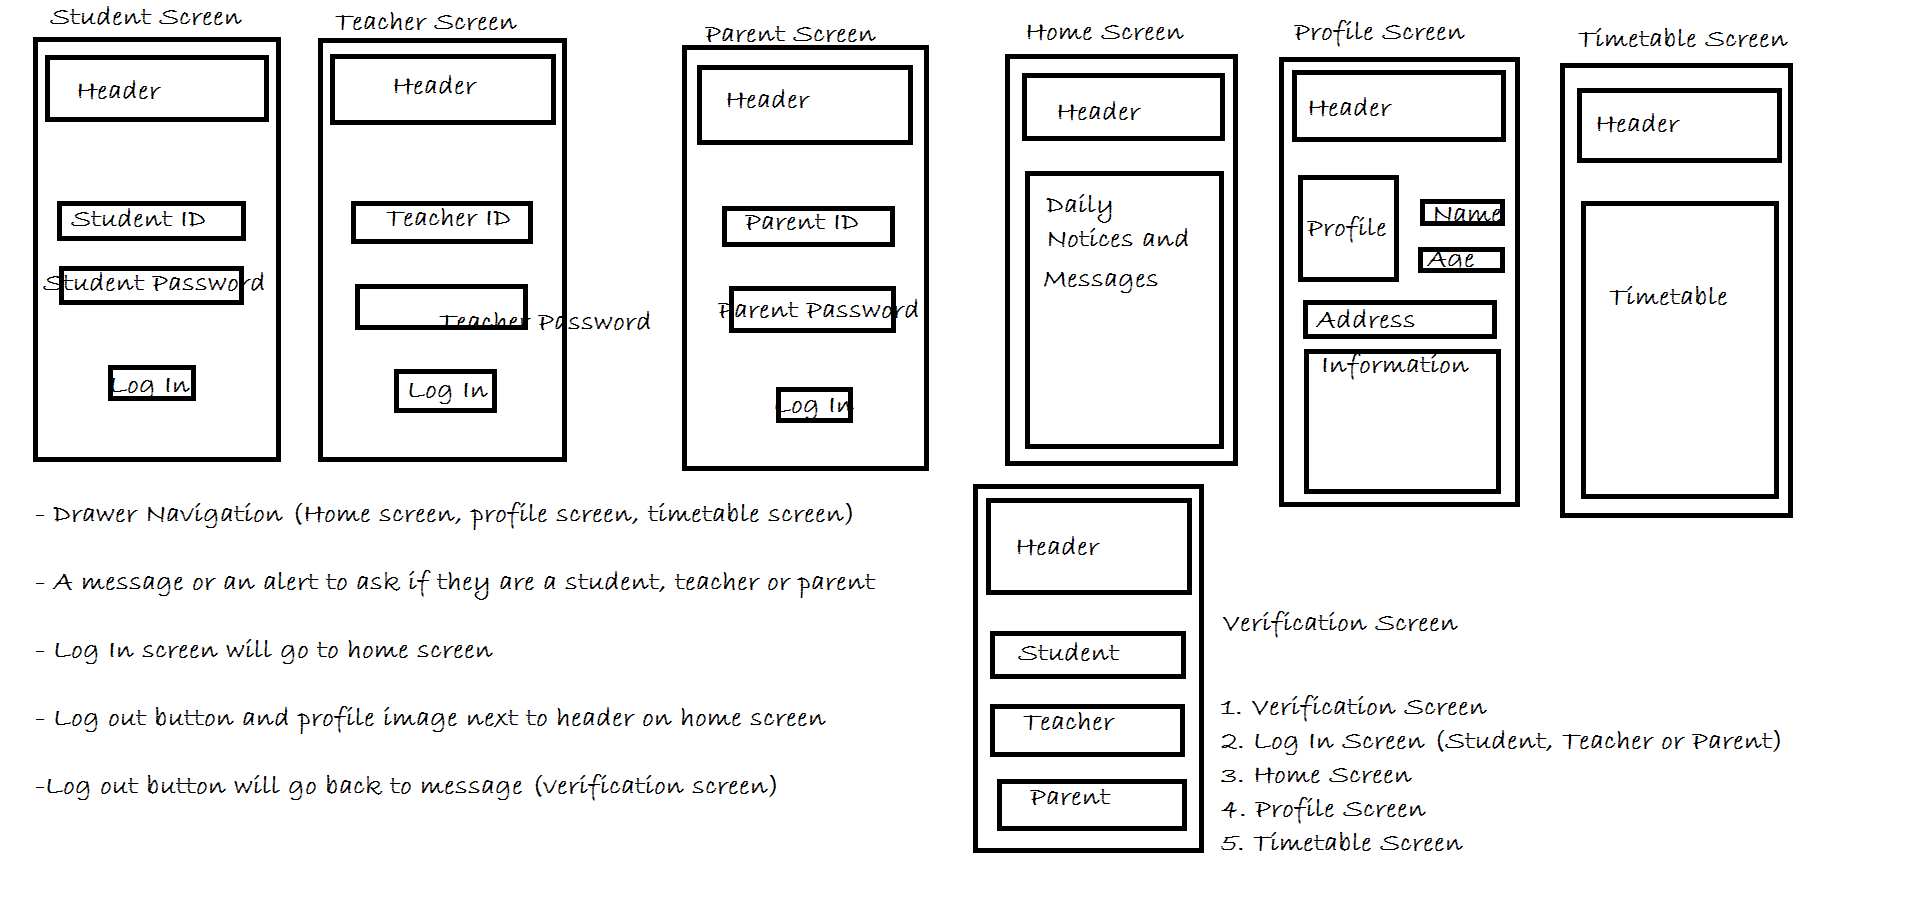 Student Screen
Header
Student ID
Student Password
Log In
Teacher Screen
Header
Teacher ID
Teacher Password
Log In
Parent Screen
Header
Parent ID
Parent Password
Log In
Home Screen
Header
Daily
Notices and
Messages
Profile Screen
Header
Profile
Name
Age
Address
Information
Timetable Screen
Header
Timetable
- Drawer Navigation (Home screen, profile screen, timetable screen)
- A message or an alert to ask if they are a student, teacher or parent
- Log In screen will go to home screen
- Log out button and profile image next to header on home screen
-Log out button will go back to message (verification screen)
Header
Student
Teacher
Parent
Verification Screen
1. Verification Screen
2. Log In Screen (Student, Teacher or Parent)
3. Home Screen
4. Profile Screen
5. Timetable Screen